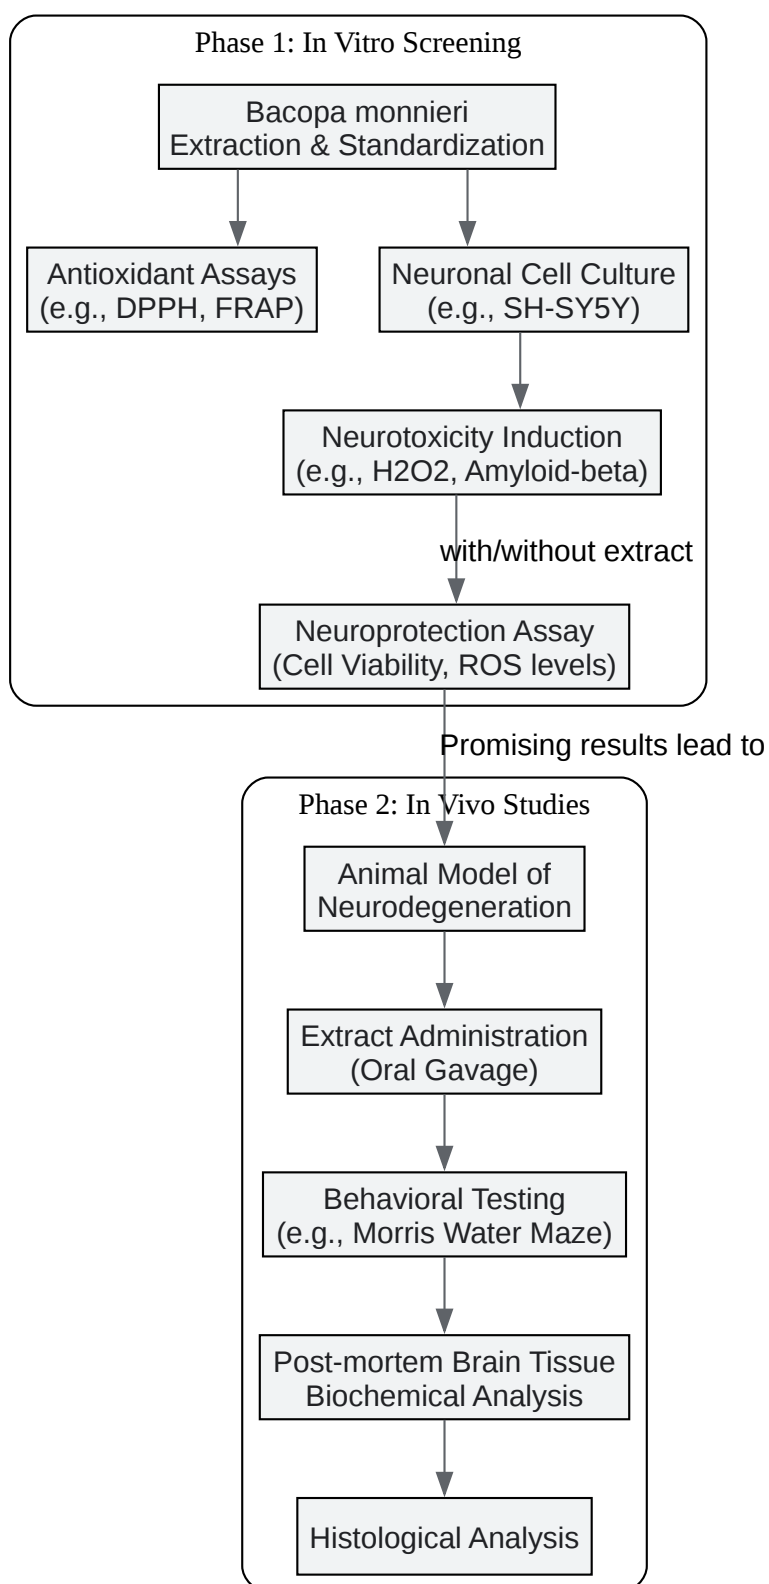 Phase 1: In Vitro Screening
Bacopa monnieri
Extraction & Standardization
Antioxidant Assays
(e.g., DPPH, FRAP)
Neuronal Cell Culture
(e.g., SH-SY5Y)
Neurotoxicity Induction
(e.g., H2O2, Amyloid-beta)
with/without extract
Neuroprotection Assay
(Cell Viability, ROS levels)
Promising results lead to
Phase 2: In Vivo Studies
Animal Model of
Neurodegeneration
Extract Administration
(Oral Gavage)
Behavioral Testing
(e.g., Morris Water Maze)
Post-mortem Brain Tissue
Biochemical Analysis
Histological Analysis